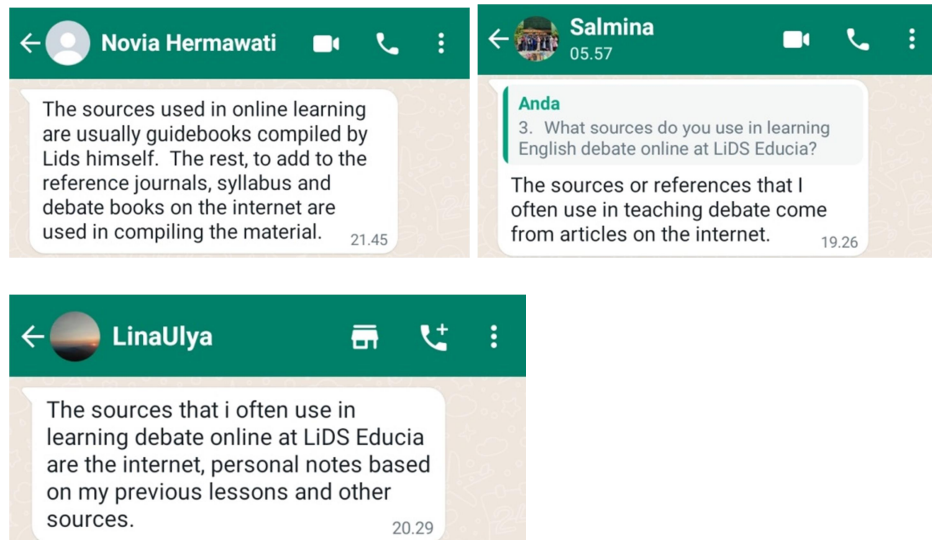 Novia Hermawati
The sources used in online learning
are usually guidebooks compiled by
Lids himself. The rest, to add to the
reference journals, syllabus and
debate books on the internet are
used in compiling the material.
21.45
Salmina
05.57
Anda
3. What sources do you use in learning
English debate online at LiDS Educia?
The sources or references that I
often use in teaching debate come
from articles on the internet.
19.26
LinaUlya
The sources that i often use in
learning debate online at LiDS Educia
are the internet, personal notes based
on my previous lessons and other
sources.
20.29